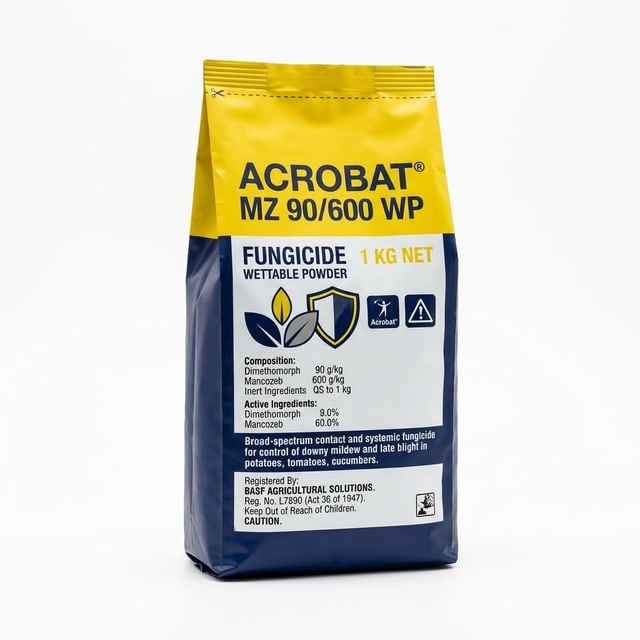 ACROBAT®
MZ 90/600 WP
FUNGICIDE 1 KG NET
WETTABLE POWDER
Acrobat®
Composition:
Dimethomorph 90 g/kg
Mancozeb 600 g/kg
Inert Ingredients QS to 1 kg
Active Ingredients:
Dimethomorph 9.0%
Mancozeb 60.0%
Broad-spectrum contact and systemic fungicide
for control of downy mildew and late blight in
potatoes, tomatoes, cucumbers.
Registered By:
BASF AGRICULTURAL SOLUTIONS.
Reg. No. L7890 (Act 36 of 1947).
Keep Out of Reach of Children.
CAUTION.